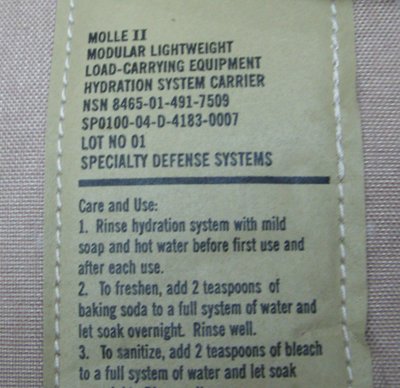 MOLLE II
MODULAR LIGHTWEIGHT
LOAD-CARRYING EQUIPMENT
HYDRATION SYSTEM CARRIER
NSN 8465-01-491-7509
SPO100-04-D-4183-0007
LOT NO 01
SPECIALTY DEFENSE SYSTEMS
Care and Use:
1. Rinse hydration system with mild
soap and hot water before first use and
after each use.
2. To freshen, add 2 teaspoons of
baking soda to a full system of water and
let soak overnight. Rinse well.
3. To sanitize, add 2 teaspoons of bleach
to a full system of water and let soak